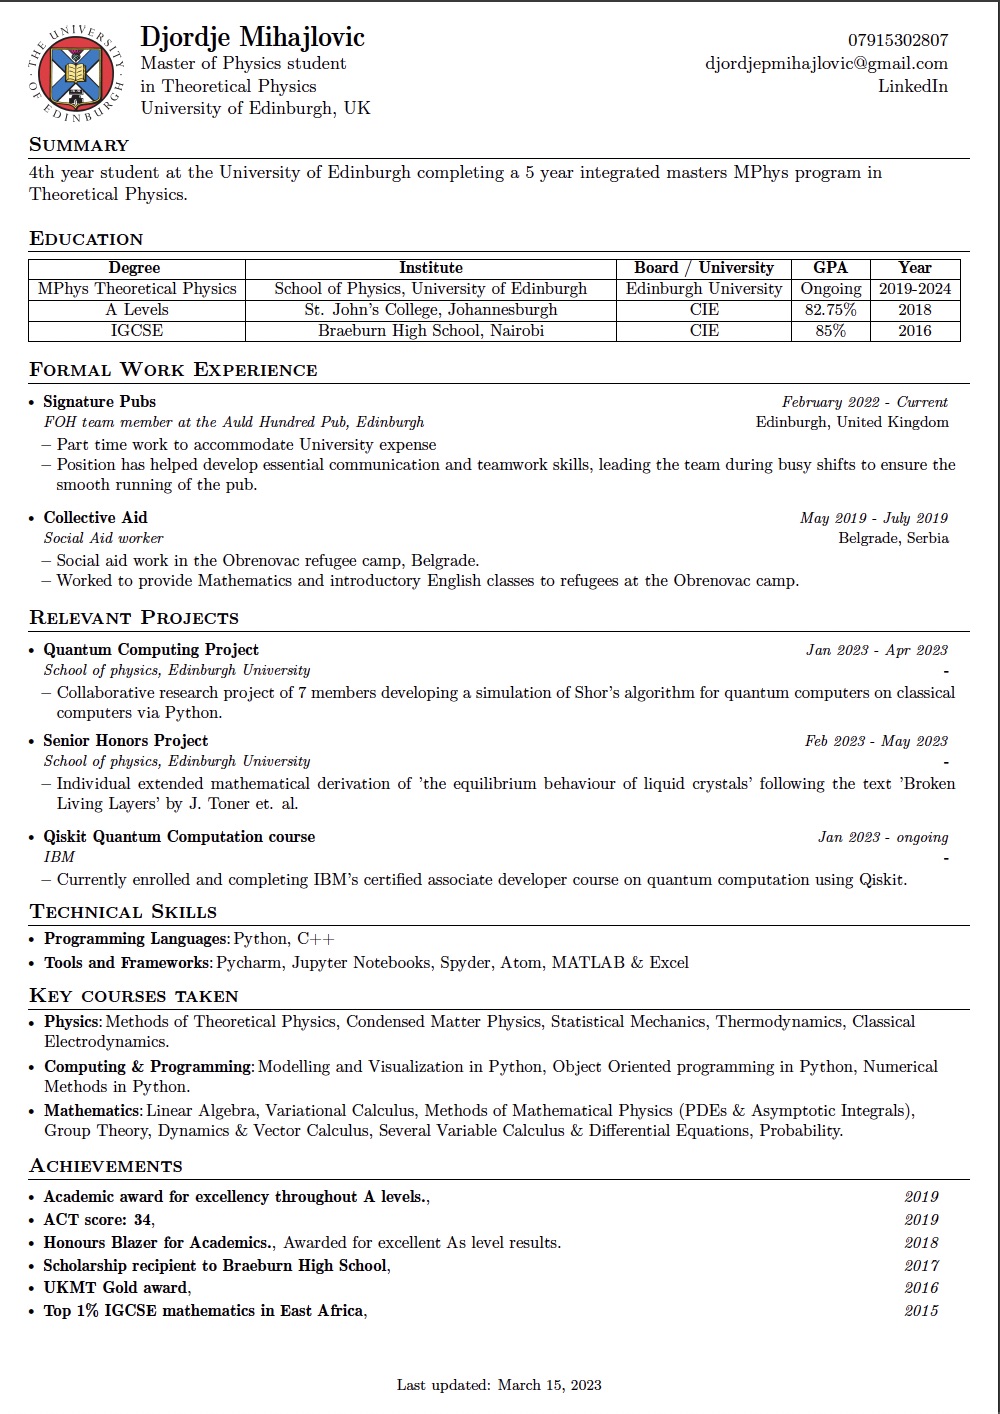 THE UNIVERSITY OF EDINBURGH
Djordje Mihajlovic
Master of Physics student
in Theoretical Physics
University of Edinburgh, UK
07915302807
djordjepmihajlovic@gmail.com
LinkedIn
Summary
4th year student at the University of Edinburgh completing a 5 year integrated masters MPhys program in
Theoretical Physics.
Education
Degree Institute Board / University GPA Year
MPhys Theoretical Physics School of Physics, University of Edinburgh Edinburgh University Ongoing 2019-2024
A Levels St. John's College, Johannesburgh CIE 82.75% 2018
IGCSE Braeburn High School, Nairobi CIE 85% 2016
Formal Work Experience
• Signature Pubs February 2022 - Current
FOH team member at the Auld Hundred Pub, Edinburgh Edinburgh, United Kingdom
– Part time work to accommodate University expense
– Position has helped develop essential communication and teamwork skills, leading the team during busy shifts to ensure the
smooth running of the pub.
• Collective Aid May 2019 - July 2019
Social Aid worker Belgrade, Serbia
– Social aid work in the Obrenovac refugee camp, Belgrade.
– Worked to provide Mathematics and introductory English classes to refugees at the Obrenovac camp.
Relevant Projects
• Quantum Computing Project Jan 2023 - Apr 2023
School of physics, Edinburgh University -
– Collaborative research project of 7 members developing a simulation of Shor's algorithm for quantum computers on classical
computers via Python.
• Senior Honors Project Feb 2023 - May 2023
School of physics, Edinburgh University -
– Individual extended mathematical derivation of 'the equilibrium behaviour of liquid crystals' following the text 'Broken
Living Layers' by J. Toner et. al.
• Qiskit Quantum Computation course Jan 2023 - ongoing
IBM -
– Currently enrolled and completing IBM's certified associate developer course on quantum computation using Qiskit.
Technical Skills
• Programming Languages: Python, C++
• Tools and Frameworks: Pycharm, Jupyter Notebooks, Spyder, Atom, MATLAB & Excel
Key courses taken
• Physics: Methods of Theoretical Physics, Condensed Matter Physics, Statistical Mechanics, Thermodynamics, Classical
Electrodynamics.
• Computing & Programming: Modelling and Visualization in Python, Object Oriented programming in Python, Numerical
Methods in Python.
• Mathematics: Linear Algebra, Variational Calculus, Methods of Mathematical Physics (PDEs & Asymptotic Integrals),
Group Theory, Dynamics & Vector Calculus, Several Variable Calculus & Differential Equations, Probability.
Achievements
• Academic award for excellency throughout A levels., 2019
• ACT score: 34, 2019
• Honours Blazer for Academics., Awarded for excellent As level results. 2018
• Scholarship recipient to Braeburn High School, 2017
• UKMT Gold award, 2016
• Top 1% IGCSE mathematics in East Africa, 2015
Last updated: March 15, 2023